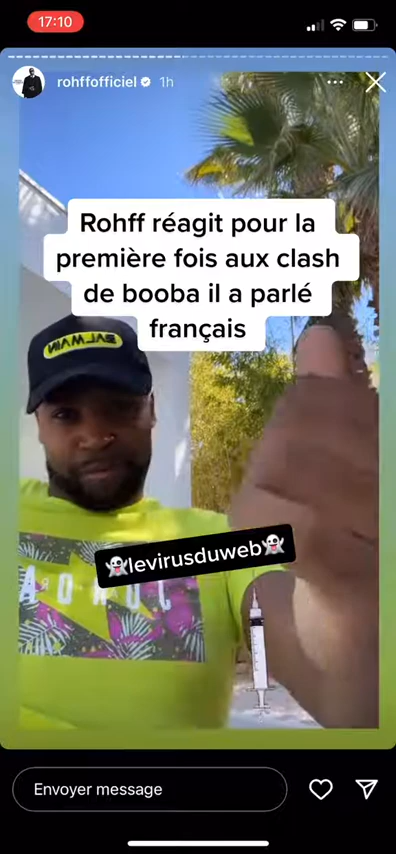 17:10
rohffofficiel 1h
Rohff réagit pour la
première fois aux clash
de booba il a parlé
français
BALMAIN
👻levirusduweb👻
Envoyer message